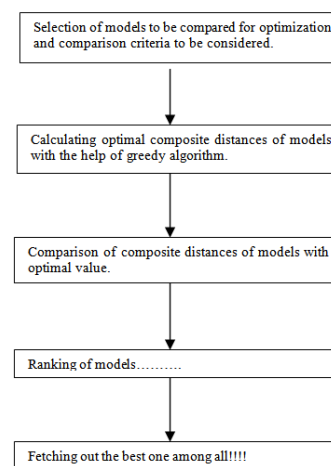 Selection of models to be compared for optimization
and comparison criteria to be considered.
Calculating optimal composite distances of models
with the help of greedy algorithm.
Comparison of composite distances of models with
optimal value.
Ranking of models……….
Fetching out the best one among all!!!!